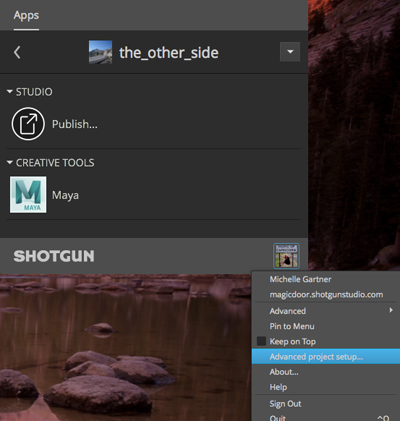 Apps
the_other_side
STUDIO
Publish...
CREATIVE TOOLS
MAYA
Maya
SHOTGUN
Michelle Gartner
magicdoor.shotgunstudio.com
Advanced
Pin to Menu
Keep on Top
Advanced project setup...
About...
Help
Sign Out
Quit ^Q